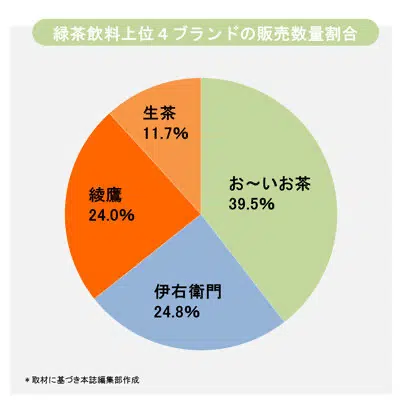 緑茶飲料上位4ブランドの販売数量割合
生茶
11.7%
お～いお茶
39.5%
綾鷹
24.0%
伊右衛門
24.8%
* 取材に基づき本誌編集部作成